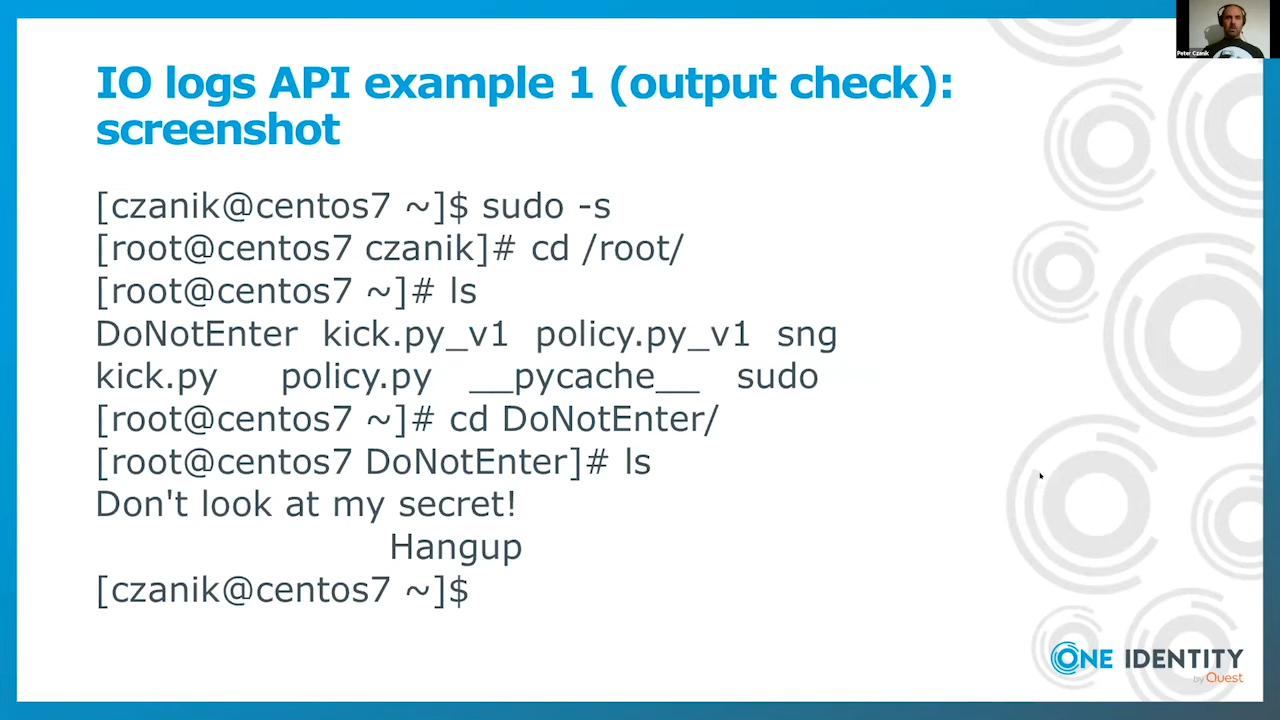 Peter Czanik
IO logs API example 1 (output check):
screenshot
[czanik@centos7 ~]$ sudo -s
[root@centos7 czanik]# cd /root/
[root@centos7 ~]# ls
DoNotEnter kick.py_v1 policy.py_v1 sng
kick.py policy.py __pycache__ sudo
[root@centos7 ~]# cd DoNotEnter/
[root@centos7 DoNotEnter]# ls
Don't look at my secret!
Hangup
[czanik@centos7 ~]$
ONE IDENTITY
by Quest